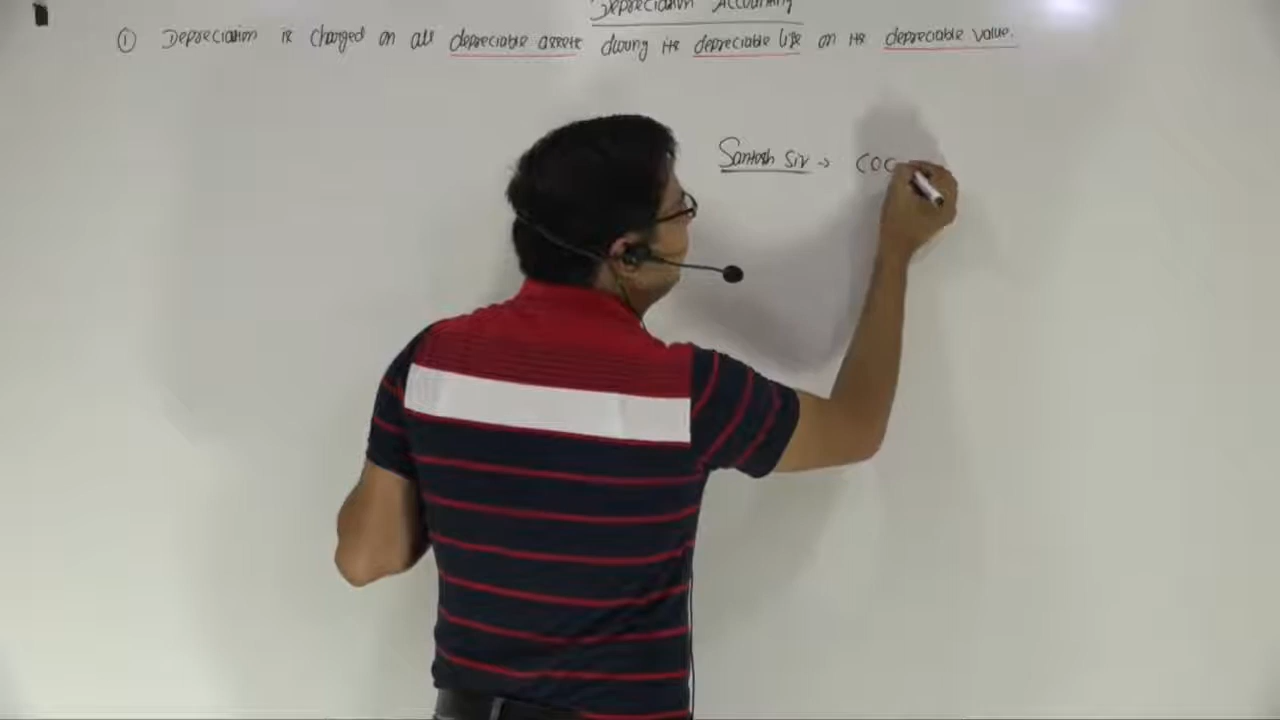 Depreciation Accounting
① Depreciation is charged on all depreciable assets during its depreciable life on its depreciable value.
Santosh Sir → COC